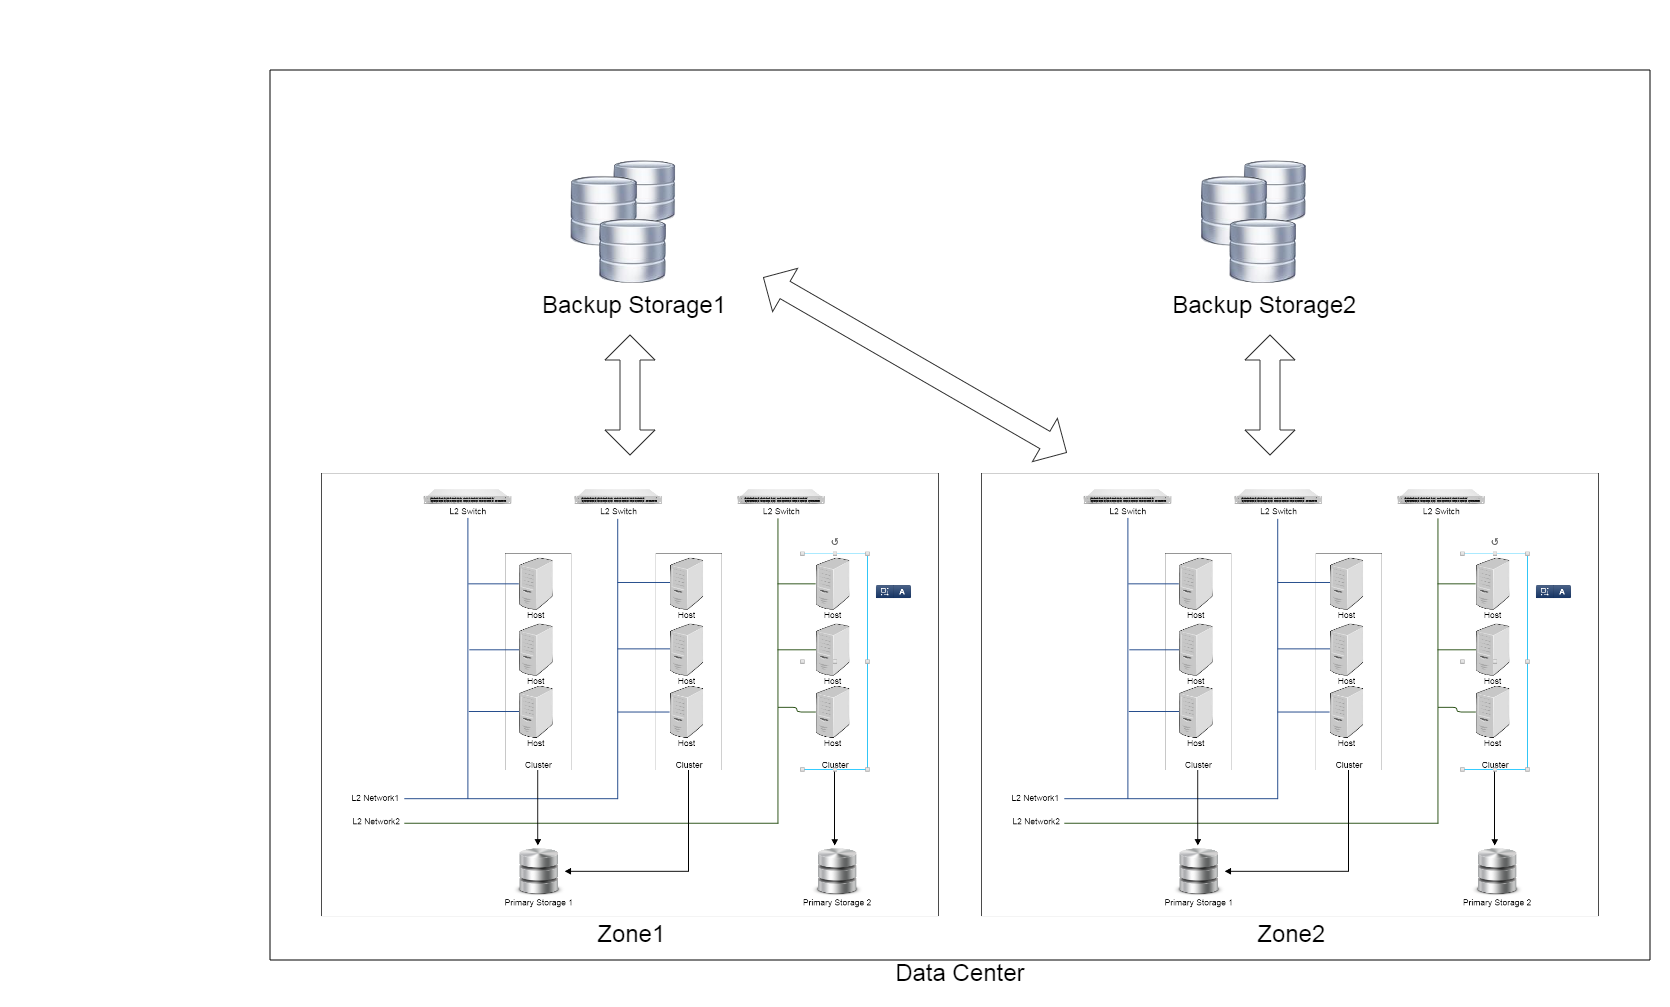 Backup Storage1
Backup Storage2
L2 Switch
L2 Switch
L2 Switch
Host
Host
Host
Host
Host
Host
Host
Host
Host
A
Cluster
Cluster
Cluster
L2 Network1
L2 Network2
Primary Storage 1
Primary Storage 2
Zone1
L2 Switch
L2 Switch
L2 Switch
Host
Host
Host
Host
Host
Host
Host
Host
Host
A
Cluster
Cluster
Cluster
L2 Network1
L2 Network2
Primary Storage 1
Primary Storage 2
Zone2
Data Center